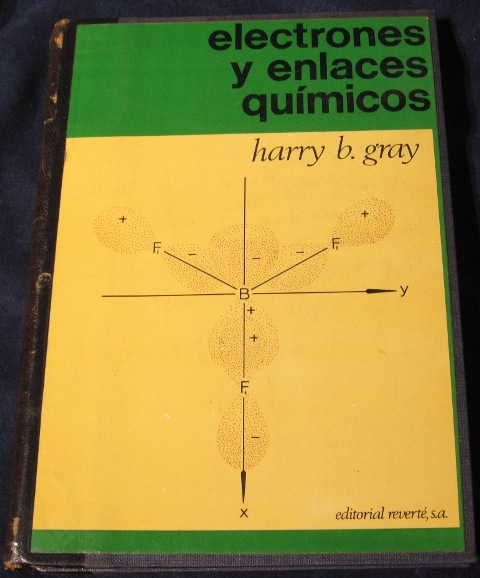 electrones
y enlaces
químicos
harry b. gray
+ +
F, F,
− − −
B y
+
+
F,
−
x
editorial reverté, s.a.